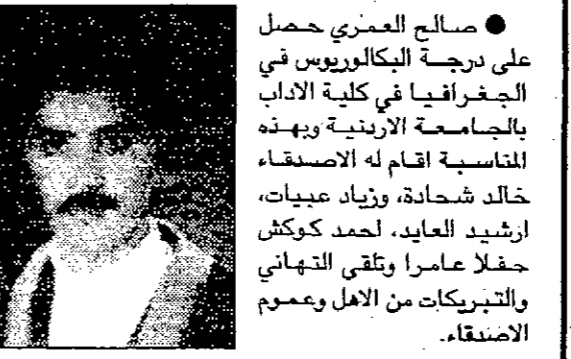 ● صالح العمري حصل
على درجة البكالوريوس في
الجغرافيا في كلية الاداب
بالجامعة الاردنية وبهذه
المناسبة اقام له الاصدقاء
خالد شحادة، وزياد عبيات،
ارشيد العايد، احمد كوكش
حفلا عامرا وتلقى التهاني
والتبريكات من الاهل وعموم
الاصدقاء.